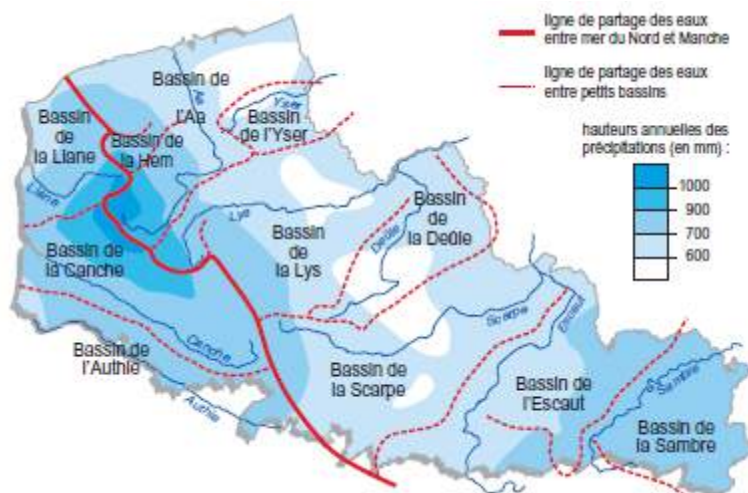 ligne de partage des eaux
entre mer du Nord et Manche
ligne de partage des eaux
entre petits bassins
hauteurs annuelles des
précipitations (en mm) :
1000
900
700
600
Bassin de
l'Aa
Aa
Yser
Bassin
de l'Yser
Bassin
de
la Liane
Bassin de
la Hem
Liane
Lys
Bassin
de
la Deûle
Deûle
Bassin
de
la Lys
Bassin de
la Canche
Canche
Scarpe
Escaut
Bassin de
l'Authie
Authie
Bassin de
la Scarpe
Bassin de
l'Escaut
Sambre
Bassin de
la Sambre